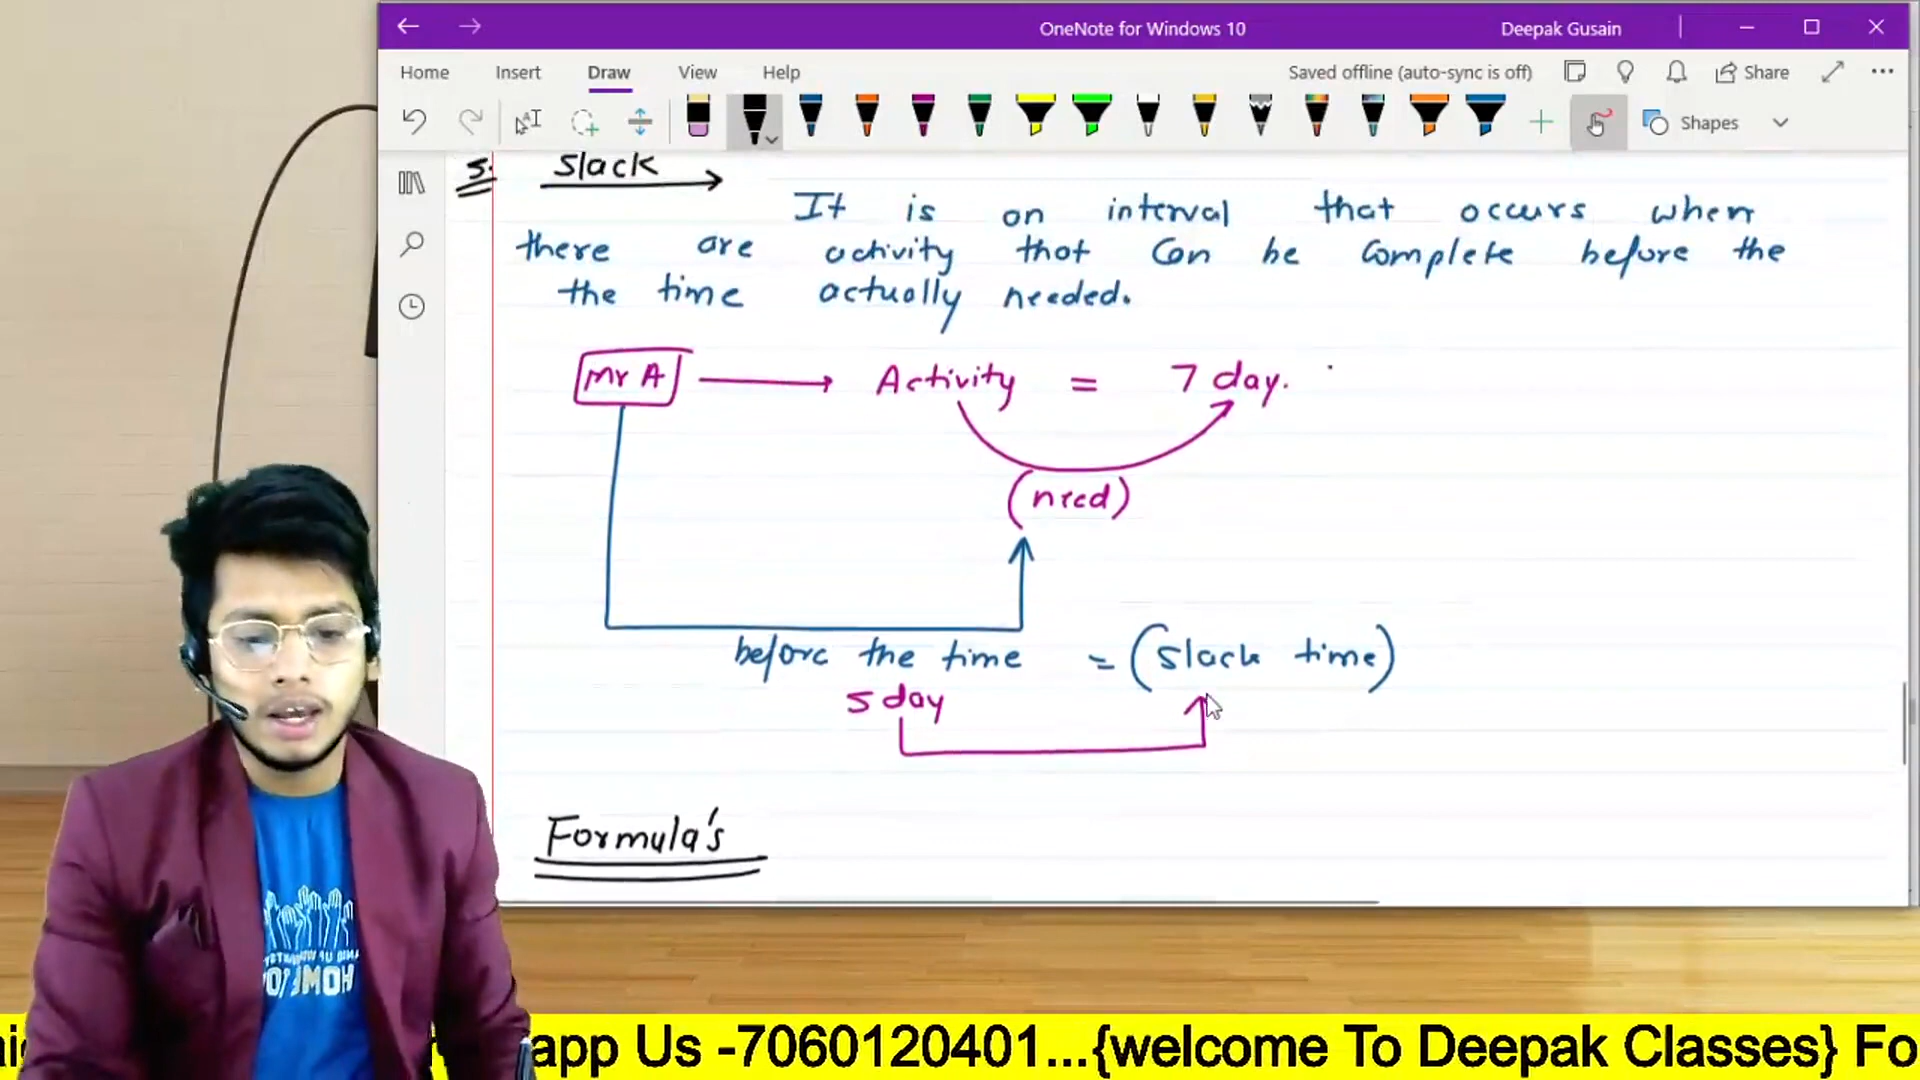 OneNote for Windows 10
Deepak Gusain
Home Insert Draw View Help
Saved offline (auto-sync is off)
Share
Shapes
5. Slack
It is an interval that occurs when
there are activity that can be complete before the
the time actually needed.
Mr A Activity = 7 day.
(need)
before the time = (slack time)
5 day
Formula's
HOME
app Us -7060120401...{welcome To Deepak Classes} Fo